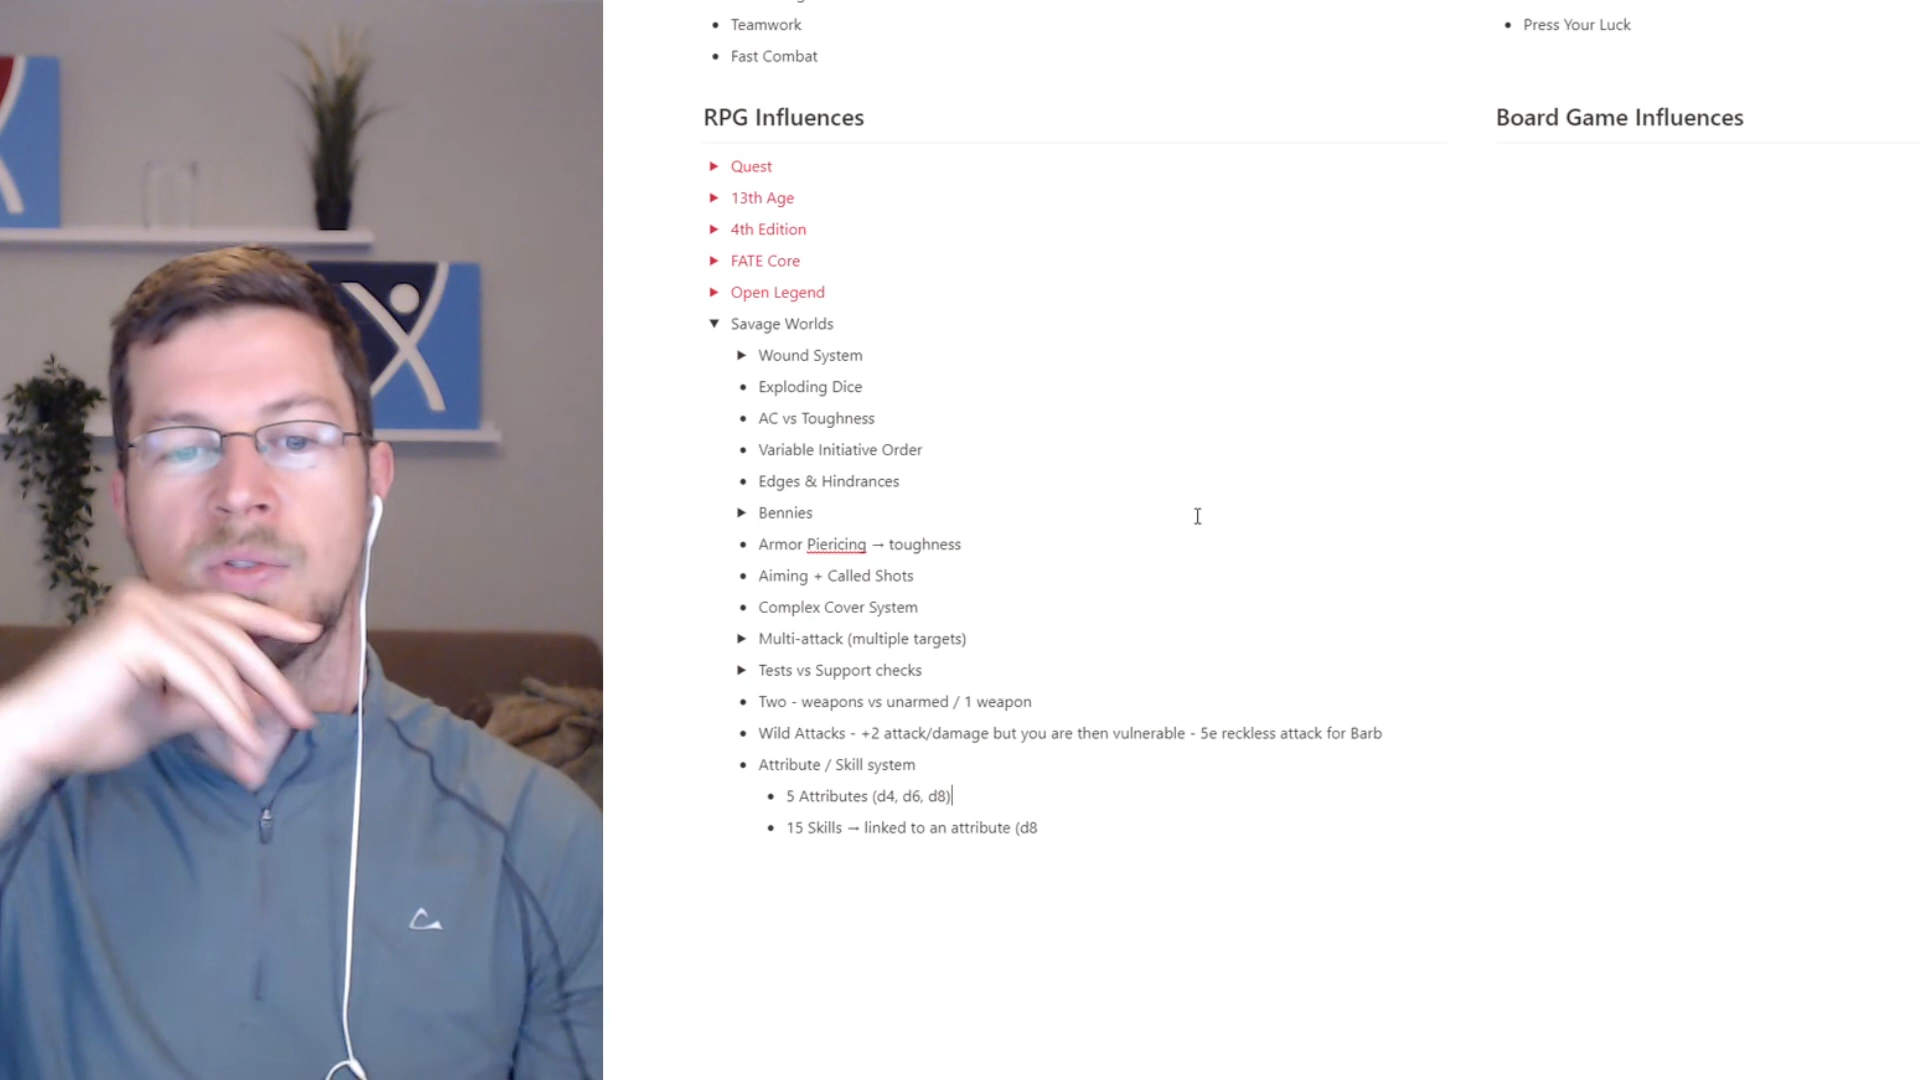 Teamwork
Fast Combat
Press Your Luck
RPG Influences
Quest
13th Age
4th Edition
FATE Core
Open Legend
Savage Worlds
Wound System
Exploding Dice
AC vs Toughness
Variable Initiative Order
Edges & Hindrances
Bennies
Armor Piericing → toughness
Aiming + Called Shots
Complex Cover System
Multi-attack (multiple targets)
Tests vs Support checks
Two - weapons vs unarmed / 1 weapon
Wild Attacks - +2 attack/damage but you are then vulnerable - 5e reckless attack for Barb
Attribute / Skill system
5 Attributes (d4, d6, d8)
15 Skills → linked to an attribute (d8
Board Game Influences